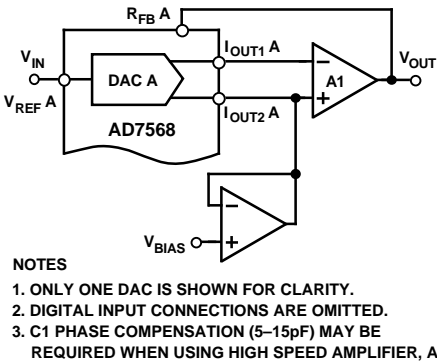 R_FB A
I_OUT1 A
V_IN
V_OUT
DAC A
A1
V_REF A
I_OUT2 A
AD7568
V_BIAS
NOTES
1. ONLY ONE DAC IS SHOWN FOR CLARITY.
2. DIGITAL INPUT CONNECTIONS ARE OMITTED.
3. C1 PHASE COMPENSATION (5–15pF) MAY BE
REQUIRED WHEN USING HIGH SPEED AMPLIFIER, A